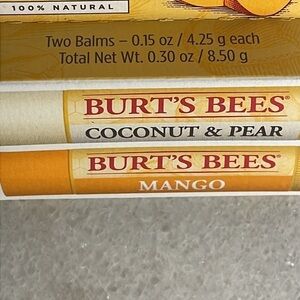 100% NATURAL
Two Balms – 0.15 oz / 4.25 g each
Total Net Wt. 0.30 oz / 8.50 g
BURT'S BEES®
COCONUT & PEAR
BURT'S BEES®
MANGO